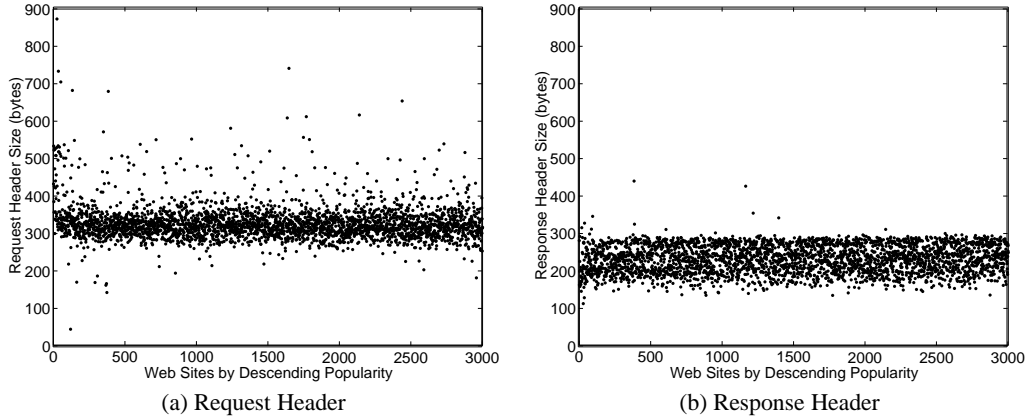 900
800
700
600
500
400
300
200
100
0
Request Header Size (bytes)
0 500 1000 1500 2000 2500 3000
Web Sites by Descending Popularity
(a) Request Header
900
800
700
600
500
400
300
200
100
0
Response Header Size (bytes)
0 500 1000 1500 2000 2500 3000
Web Sites by Descending Popularity
(b) Response Header